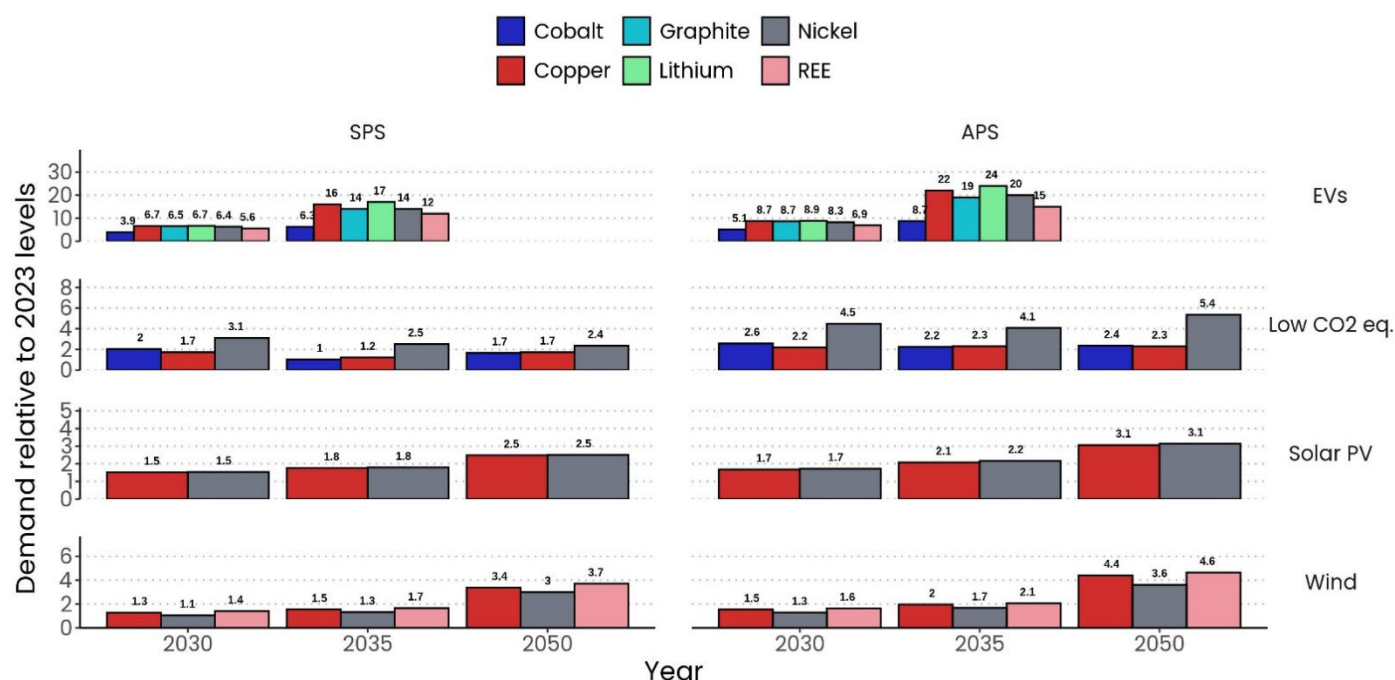 Cobalt Graphite Nickel
Copper Lithium REE
SPS APS
Demand relative to 2023 levels
30
20
10
0
3.9 6.7 6.5 6.7 6.4 5.6
6.3 16 14 17 14 12
5.1 8.7 8.7 8.9 8.3 6.9
8.7 22 19 24 20 15
EVs
8
6
4
2
0
2 1.7 3.1
1 1.2 2.5
1.7 1.7 2.4
2.6 2.2 4.5
2.2 2.3 4.1
2.4 2.3 5.4
Low CO2 eq.
5
4
3
2
1
0
1.5 1.5
1.8 1.8
2.5 2.5
1.7 1.7
2.1 2.2
3.1 3.1
Solar PV
6
4
2
0
1.3 1.1 1.4
1.5 1.3 1.7
3.4 3 3.7
1.5 1.3 1.6
2 1.7 2.1
4.4 3.6 4.6
Wind
2030 2035 2050 2030 2035 2050
Year